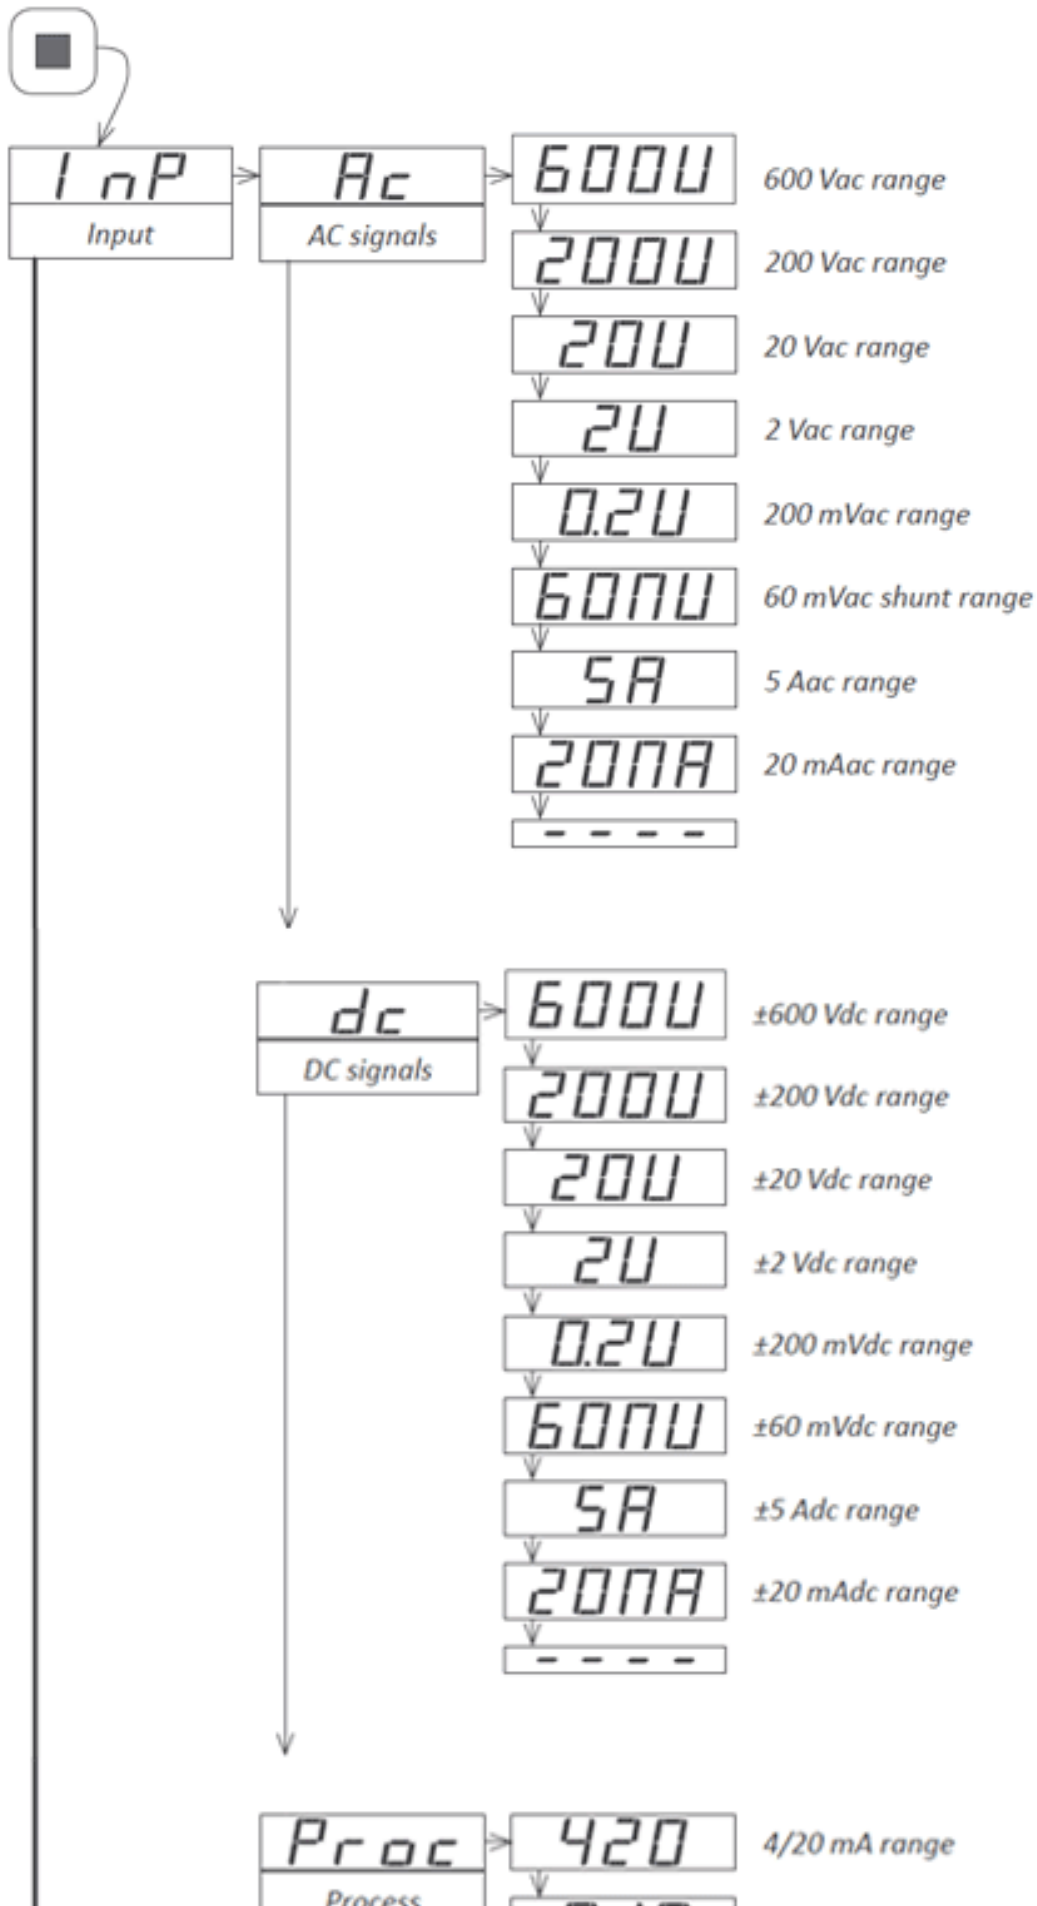 InP
Input
Ac
AC signals
600U
600 Vac range
200U
200 Vac range
20U
20 Vac range
2U
2 Vac range
0.2U
200 mVac range
60nU
60 mVac shunt range
5A
5 Aac range
20nA
20 mAac range
- - - -
dc
DC signals
600U
±600 Vdc range
200U
±200 Vdc range
20U
±20 Vdc range
2U
±2 Vdc range
0.2U
±200 mVdc range
60nU
±60 mVdc range
5A
±5 Adc range
20nA
±20 mAdc range
- - - -
Proc
Process
420
4/20 mA range